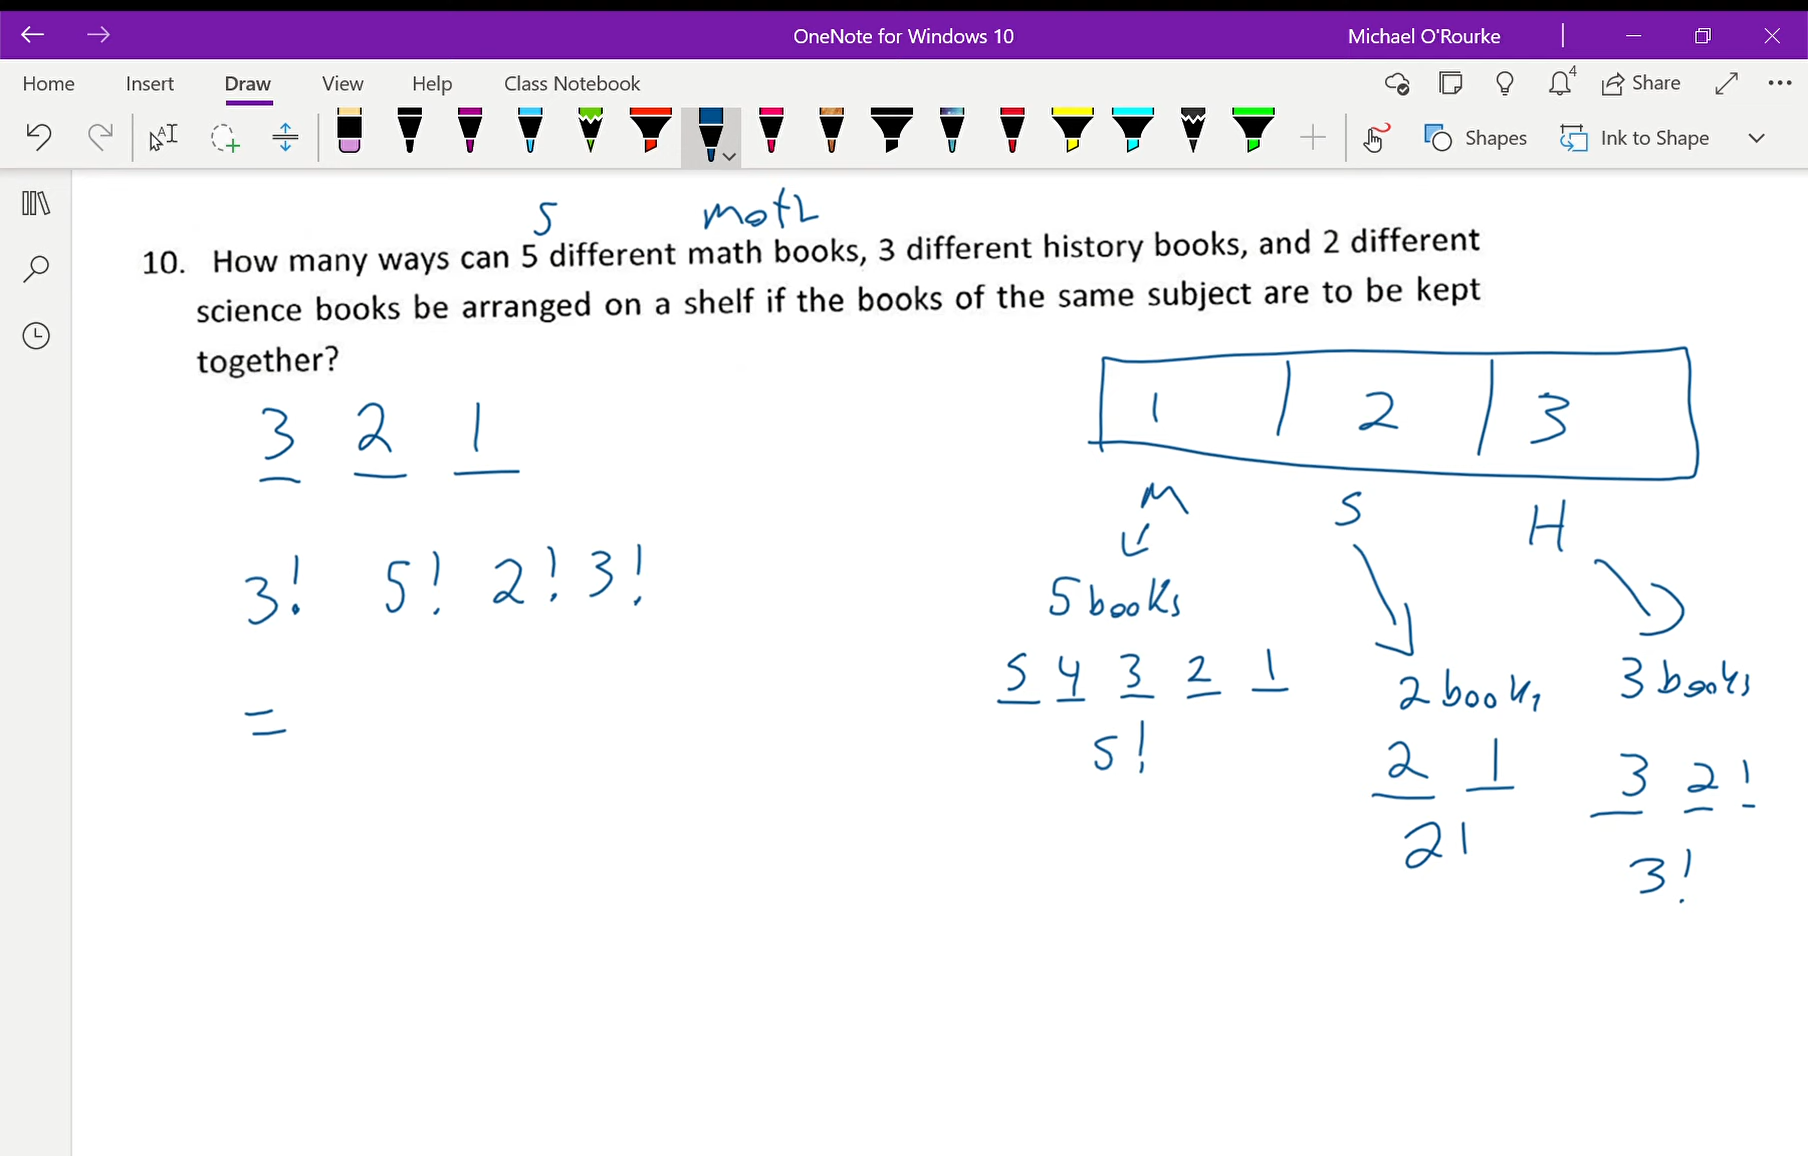 OneNote for Windows 10
Michael O'Rourke
Home Insert Draw View Help Class Notebook
4
Share
Shapes
Ink to Shape
5 math
10. How many ways can 5 different math books, 3 different history books, and 2 different
science books be arranged on a shelf if the books of the same subject are to be kept
together?
3 2 1
1 | 2 | 3
M S H
3! 5! 2! 3!
5 books
5 4 3 2 1
2 books
3 books
=
5!
2 1
3 2 1
2!
3!